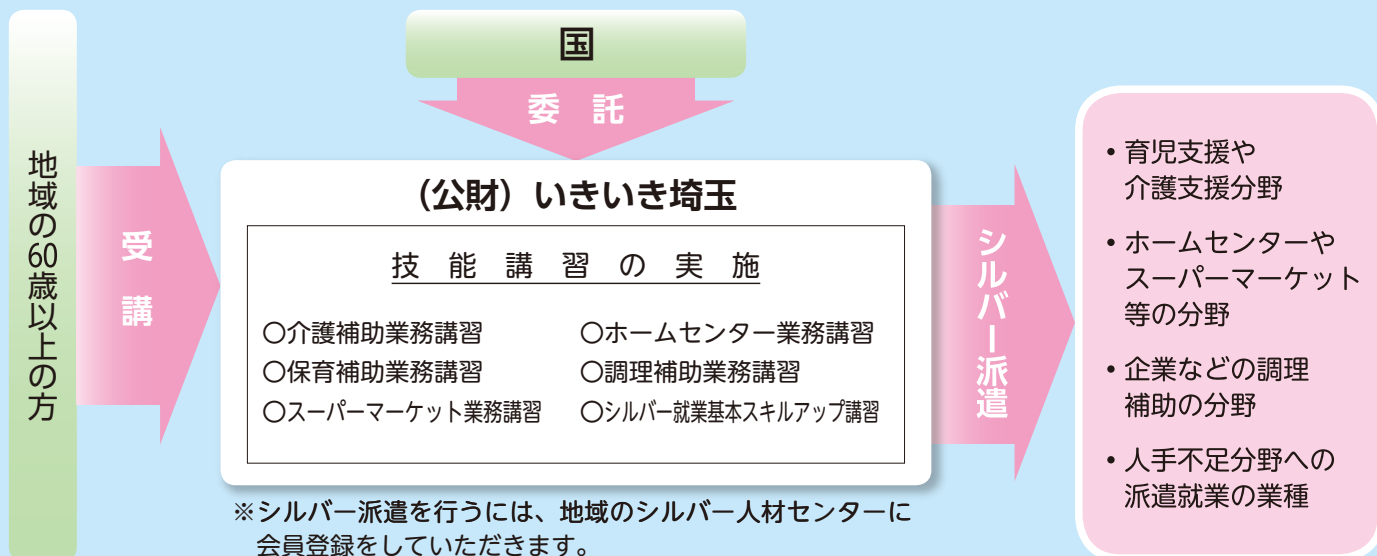 国
委託
地域の60歳以上の方
受講
(公財)いきいき埼玉
技能講習の実施
○介護補助業務講習
○ホームセンター業務講習
○保育補助業務講習
○調理補助業務講習
○スーパーマーケット業務講習
○シルバー就業基本スキルアップ講習
※シルバー派遣を行うには、地域のシルバー人材センターに
会員登録をしていただきます。
シルバー派遣
• 育児支援や
介護支援分野
• ホームセンターや
スーパーマーケット
等の分野
• 企業などの調理
補助の分野
• 人手不足分野への
派遣就業の業種